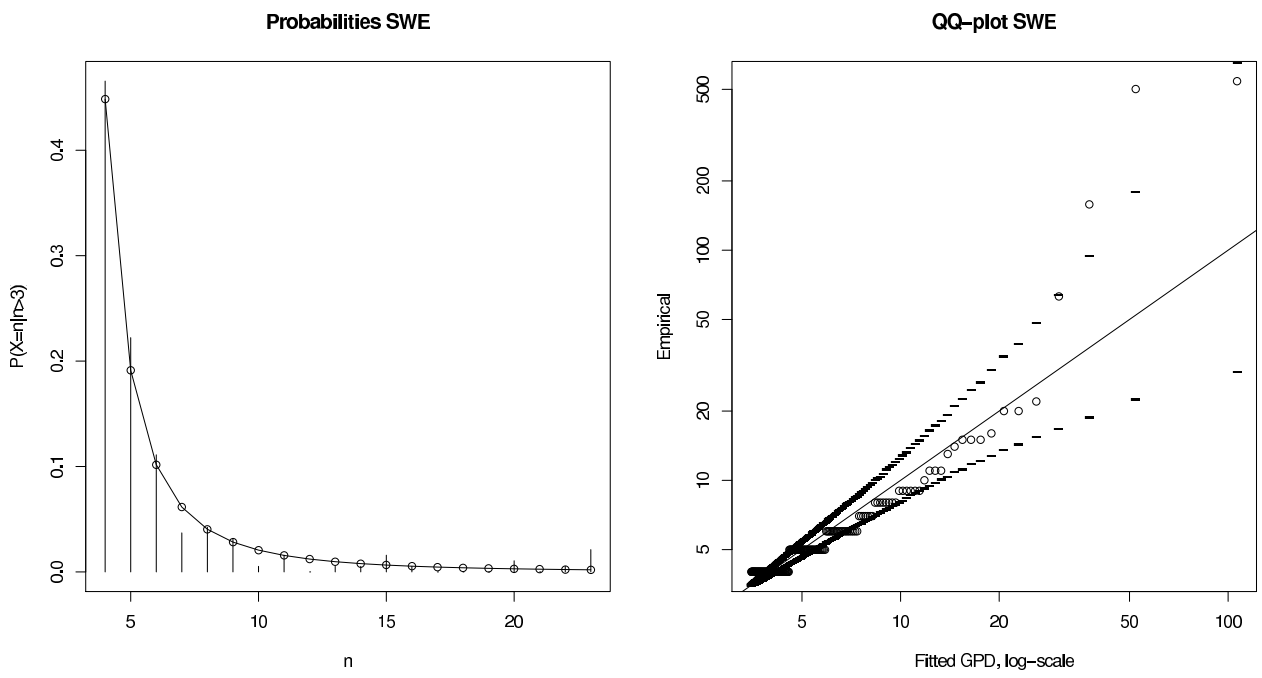 Probabilities SWE
P(X=n|n>3)
0.4
0.3
0.2
0.1
0.0
5 10 15 20
n
QQ−plot SWE
Empirical
500
200
100
50
20
10
5
5 10 20 50 100
Fitted GPD, log−scale